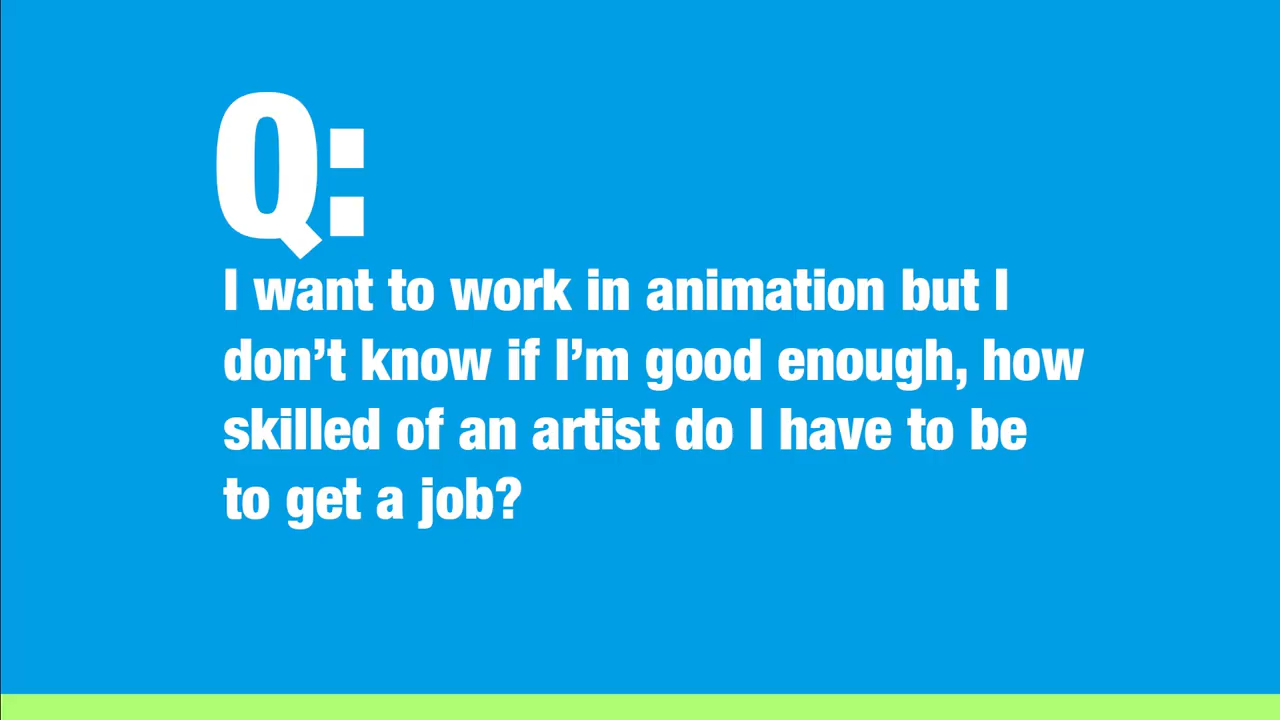 Q:
I want to work in animation but I
don’t know if I’m good enough, how
skilled of an artist do I have to be
to get a job?